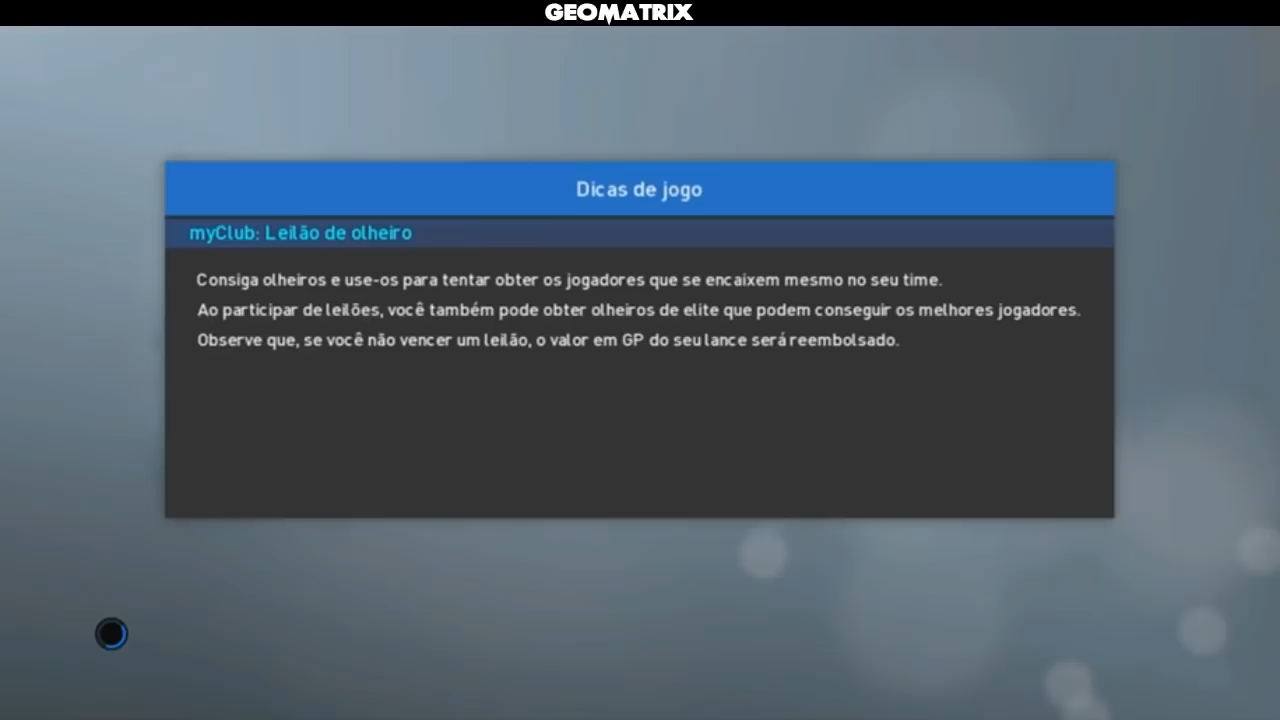 GEOMATRIX
Dicas de jogo
myClub: Leilão de olheiro
Consiga olheiros e use-os para tentar obter os jogadores que se encaixem mesmo no seu time.
Ao participar de leilões, você também pode obter olheiros de elite que podem conseguir os melhores jogadores.
Observe que, se você não vencer um leilão, o valor em GP do seu lance será reembolsado.